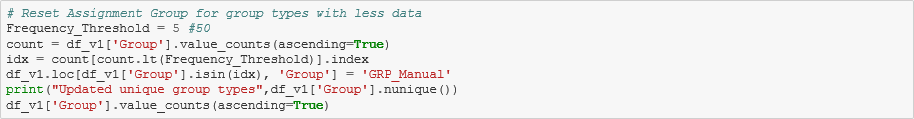 # Reset Assignment Group for group types with less data
Frequency_Threshold = 5 #50
count = df_v1['Group'].value_counts(ascending=True)
idx = count[count.lt(Frequency_Threshold)].index
df_v1.loc[df_v1['Group'].isin(idx), 'Group'] = 'GRP_Manual'
print("Updated unique group types",df_v1['Group'].nunique())
df_v1['Group'].value_counts(ascending=True)